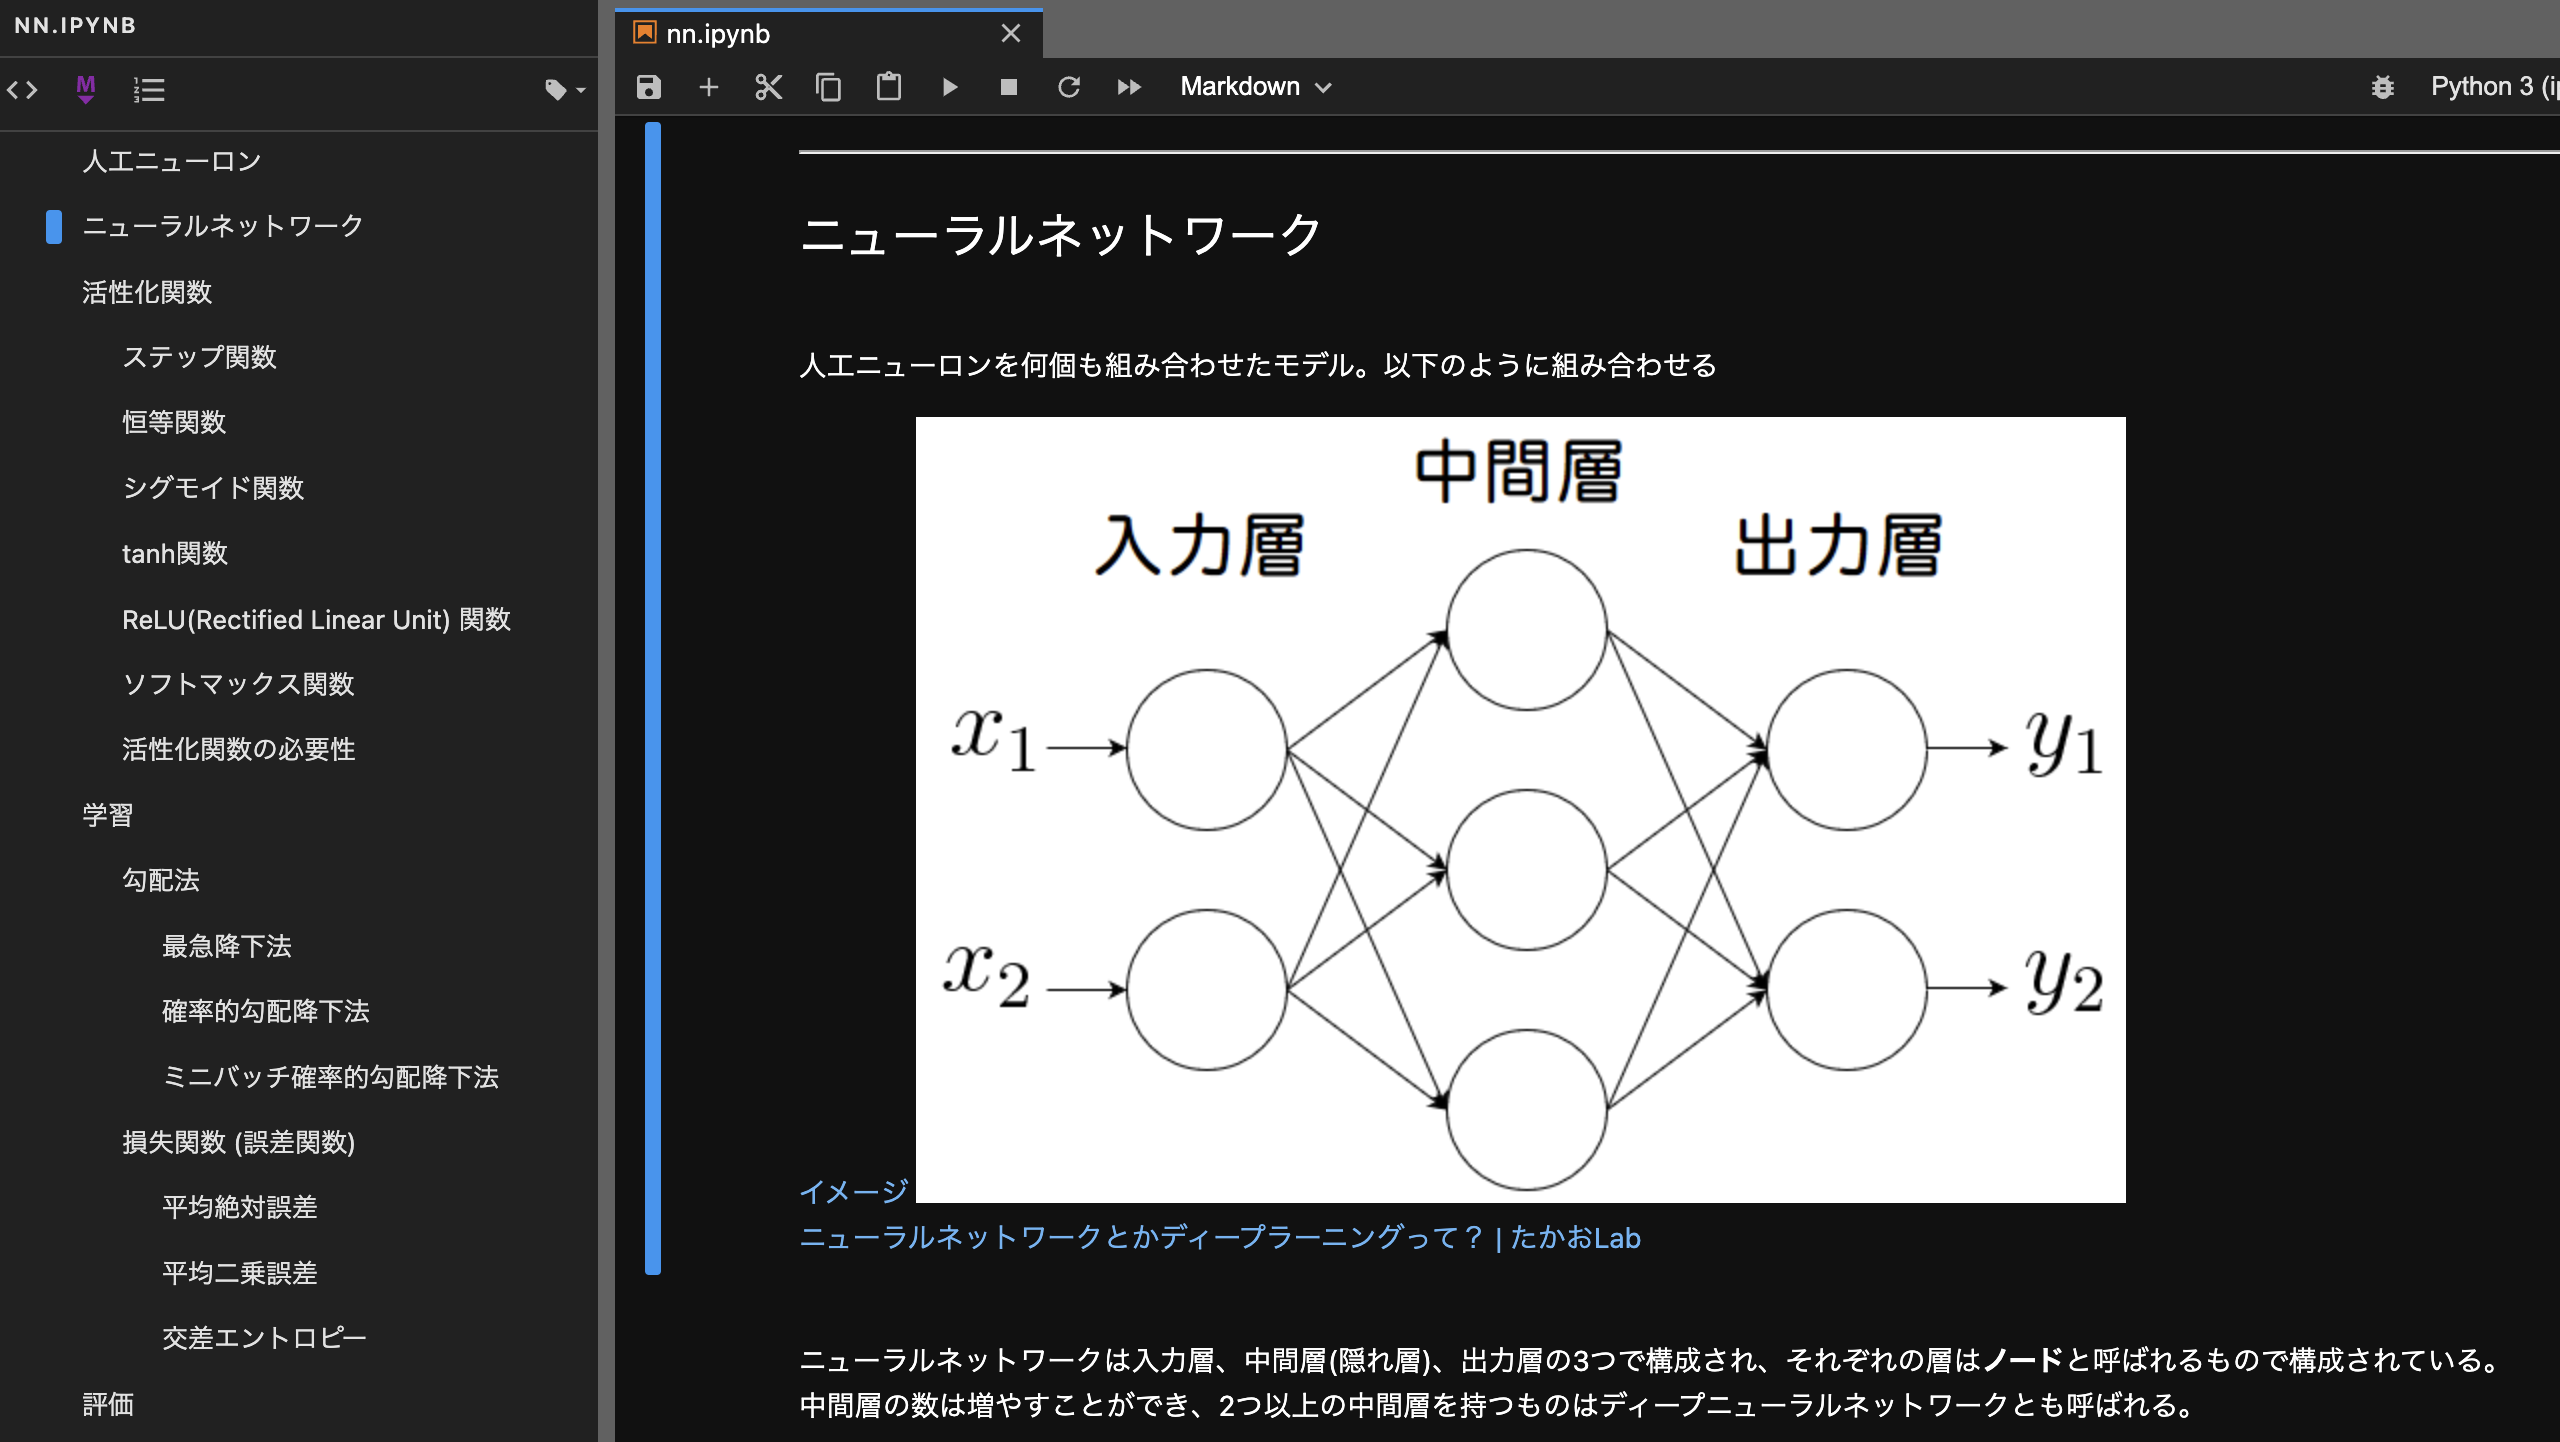 NN.IPYNB
人工ニューロン
ニューラルネットワーク
活性化関数
ステップ関数
恒等関数
シグモイド関数
tanh関数
ReLU(Rectified Linear Unit) 関数
ソフトマックス関数
活性化関数の必要性
学習
勾配法
最急降下法
確率的勾配降下法
ミニバッチ確率的勾配降下法
損失関数 (誤差関数)
平均絶対誤差
平均二乗誤差
交差エントロピー
評価
nn.ipynb
Markdown
Python 3 (ip
ニューラルネットワーク
人工ニューロンを何個も組み合わせたモデル。以下のように組み合わせる
中間層
入力層
出力層
x1
y1
x2
y2
イメージ
ニューラルネットワークとかディープラーニングって？ | たかおLab
ニューラルネットワークは入力層、中間層(隠れ層)、出力層の3つで構成され、それぞれの層はノードと呼ばれるもので構成されている。
中間層の数は増やすことができ、2つ以上の中間層を持つものはディープニューラルネットワークとも呼ばれる。